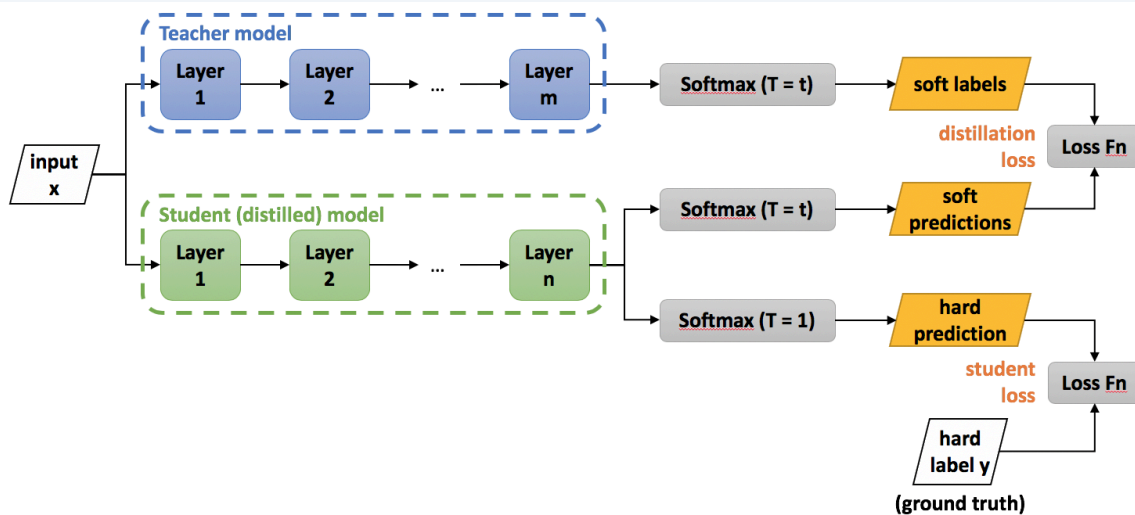 Teacher model
Layer
1
Layer
2
...
Layer
m
Softmax (T = t)
soft labels
distillation
loss
Loss Fn
input
x
Student (distilled) model
Layer
1
Layer
2
...
Layer
n
Softmax (T = t)
soft
predictions
Softmax (T = 1)
hard
prediction
student
loss
Loss Fn
hard
label y
(ground truth)